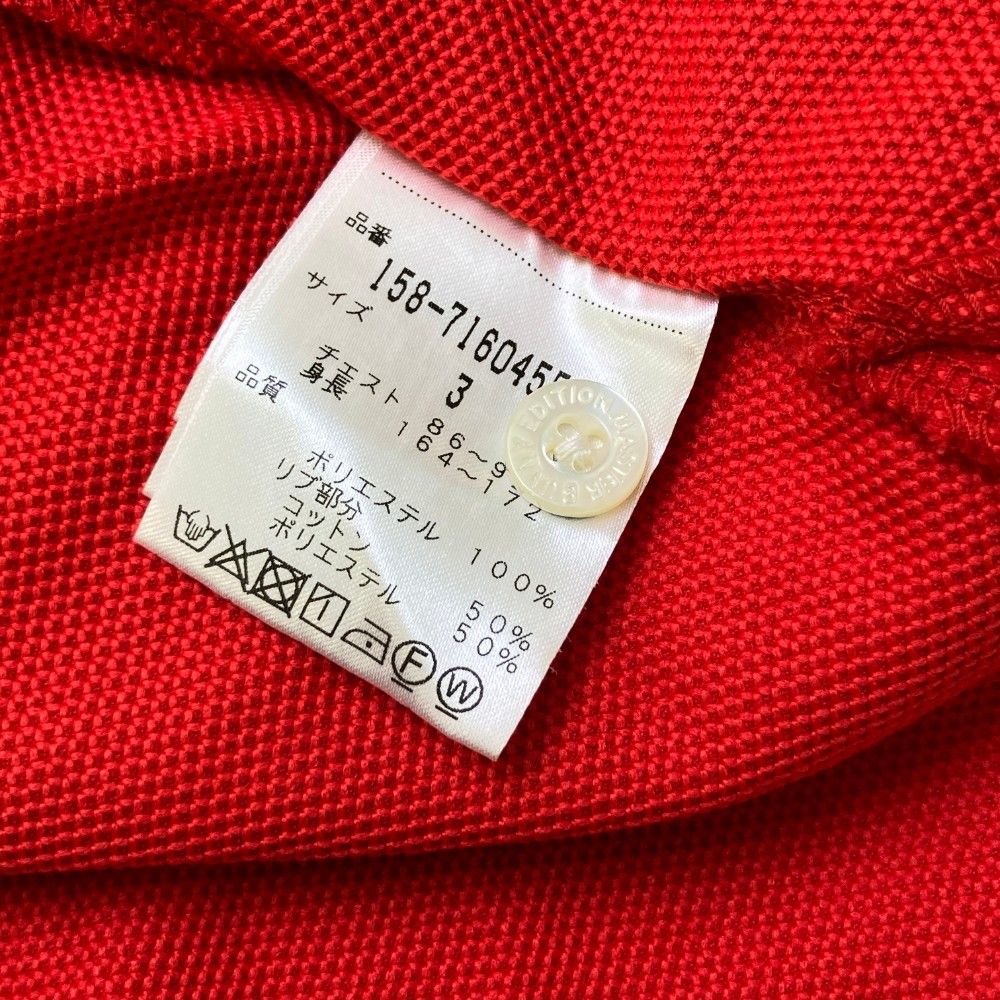 品番
158-716045
サイズ 3
チェスト 86～9
身長 164～172
品質
ポリエステル 100%
リブ部分
コットン 50%
ポリエステル 50%
F W
EDITION MASTER BUNNY